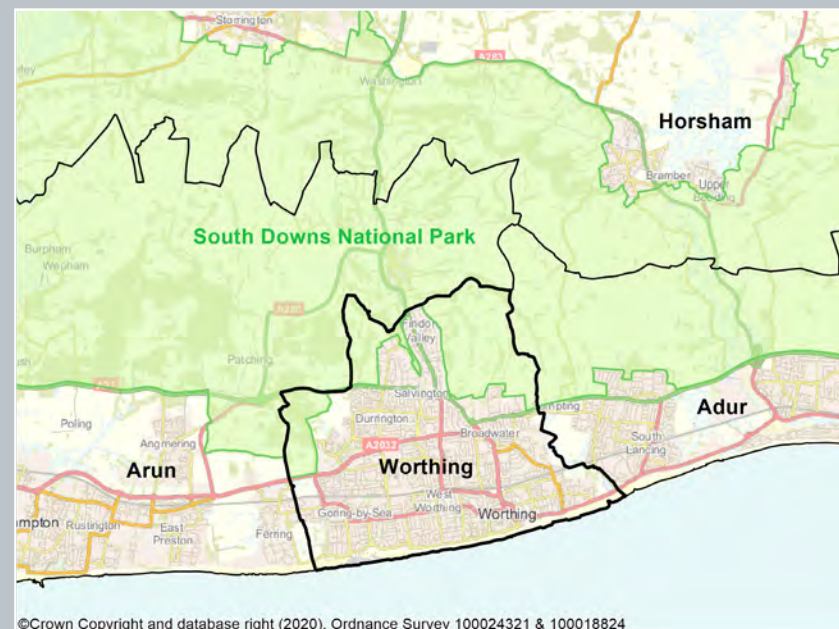 Storrington
A283
Washington
Horsham
Bramber
Upper
Beeding
South Downs National Park
Burpham
Wepham
A280
Findon
Valley
Patching
Salvington
Poling
Durrington
Angmering
Broadwater
South
Lancing
Adur
Arun
A2032
Worthing
West
Worthing
Goring-by-Sea
Worthing
Rustington
East
Preston
Ferring
©Crown Copyright and database right (2020). Ordnance Survey 100024321 & 100018824